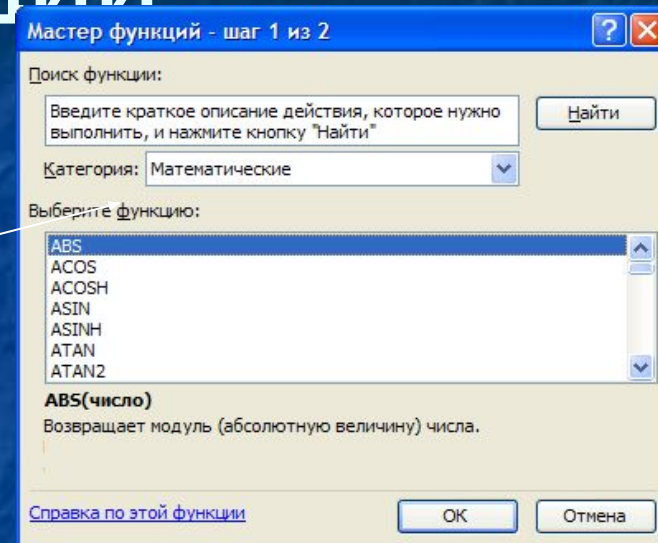 Мастер функций - шаг 1 из 2
Поиск функции:
Введите краткое описание действия, которое нужно
выполнить, и нажмите кнопку "Найти"
Найти
Категория: Математические
Выберите функцию:
ABS
ACOS
ACOSH
ASIN
ASINH
ATAN
ATAN2
ABS(число)
Возвращает модуль (абсолютную величину) числа.
Справка по этой функции
ОК
Отмена